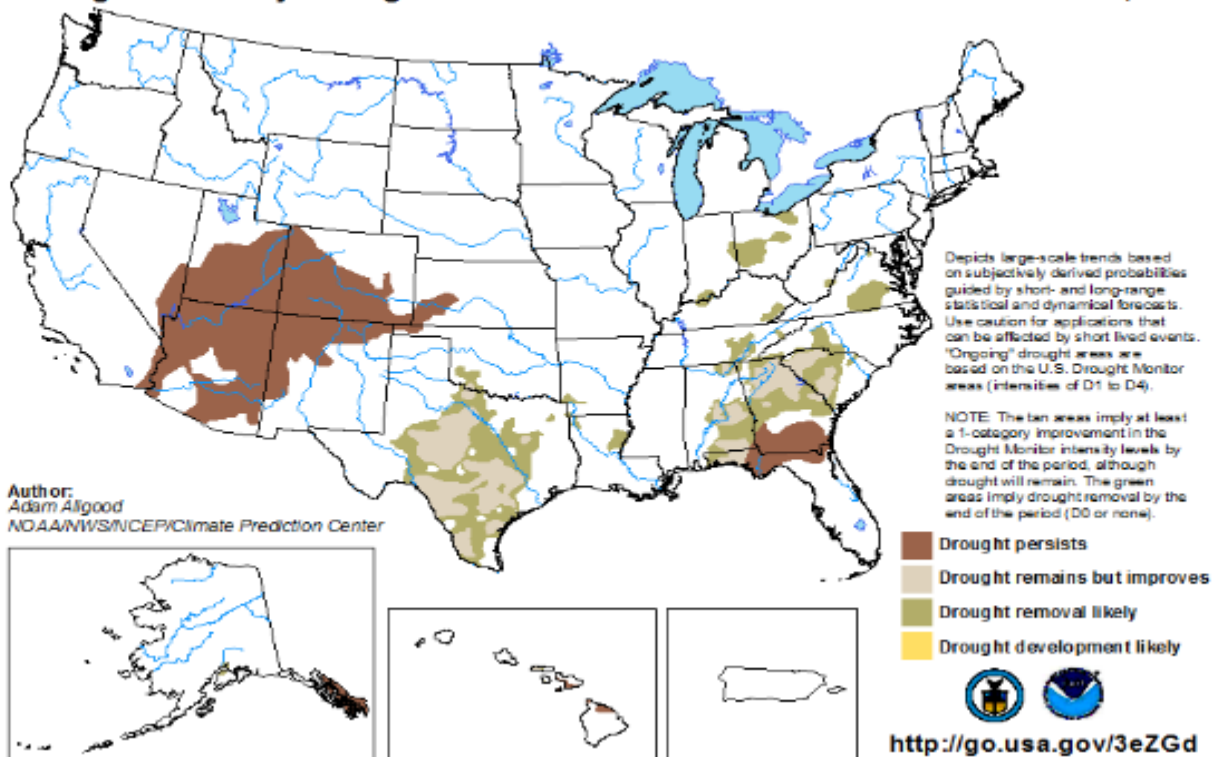 Depicts large-scale trends based
on subjectively derived probabilities
guided by short- and long-range
statistical and dynamical forecasts.
Use caution for applications that
can be affected by short lived events.
"Ongoing" drought areas are
based on the U.S. Drought Monitor
areas (intensities of D1 to D4).
NOTE: The tan areas imply at least
a 1-category improvement in the
Drought Monitor intensity levels by
the end of the period, although
drought will remain. The green
areas imply drought removal by the
end of the period (D0 or none).
Author:
Adam Allgood
NOAA/NWS/NCEP/Climate Prediction Center
Drought persists
Drought remains but improves
Drought removal likely
Drought development likely
http://go.usa.gov/3eZGd